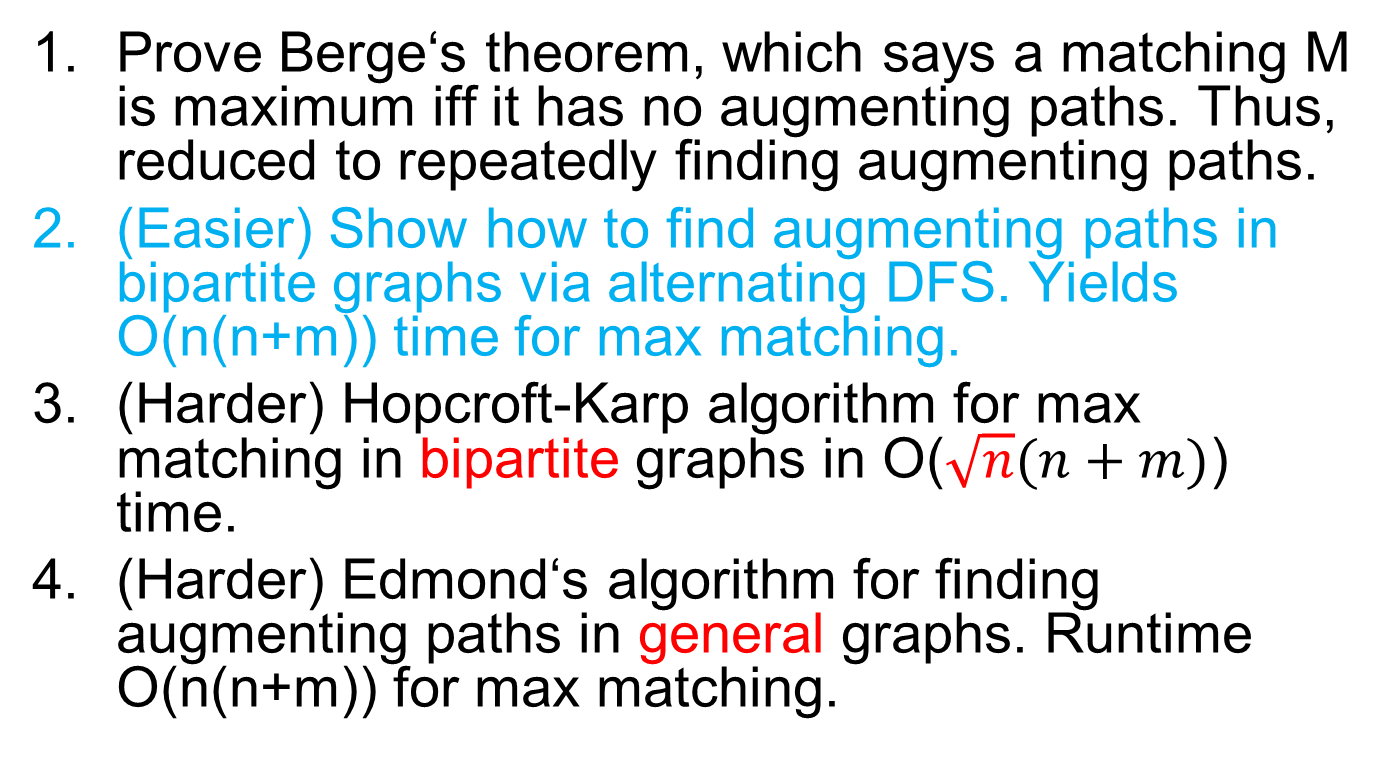 1. Prove Berge‘s theorem, which says a matching M
is maximum iff it has no augmenting paths. Thus,
reduced to repeatedly finding augmenting paths.
2. (Easier) Show how to find augmenting paths in
bipartite graphs via alternating DFS. Yields
O(n(n+m)) time for max matching.
3. (Harder) Hopcroft-Karp algorithm for max
matching in bipartite graphs in O(√n(n + m))
time.
4. (Harder) Edmond‘s algorithm for finding
augmenting paths in general graphs. Runtime
O(n(n+m)) for max matching.